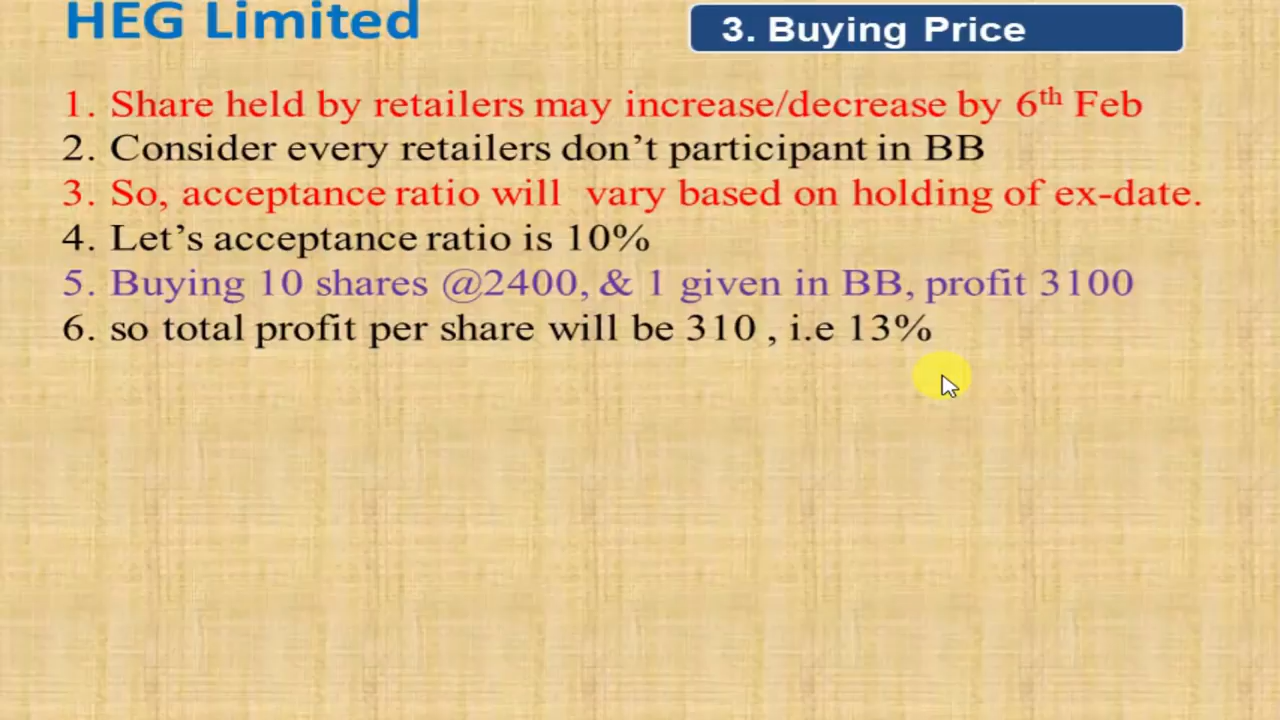 HEG Limited
3. Buying Price
1. Share held by retailers may increase/decrease by 6th Feb
2. Consider every retailers don’t participant in BB
3. So, acceptance ratio will vary based on holding of ex-date.
4. Let’s acceptance ratio is 10%
5. Buying 10 shares @2400, & 1 given in BB, profit 3100
6. so total profit per share will be 310 , i.e 13%